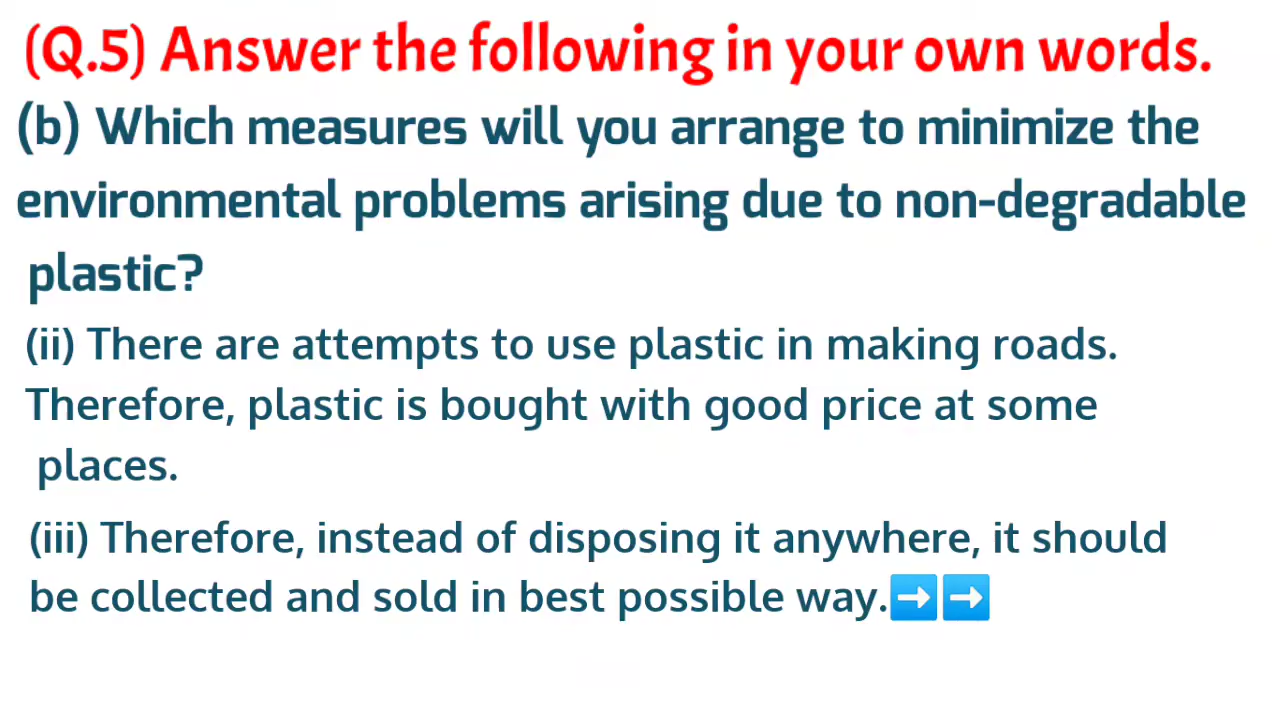 (Q.5) Answer the following in your own words.
(b) Which measures will you arrange to minimize the
environmental problems arising due to non-degradable
plastic?
(ii) There are attempts to use plastic in making roads.
Therefore, plastic is bought with good price at some
places.
(iii) Therefore, instead of disposing it anywhere, it should
be collected and sold in best possible way.➡➡